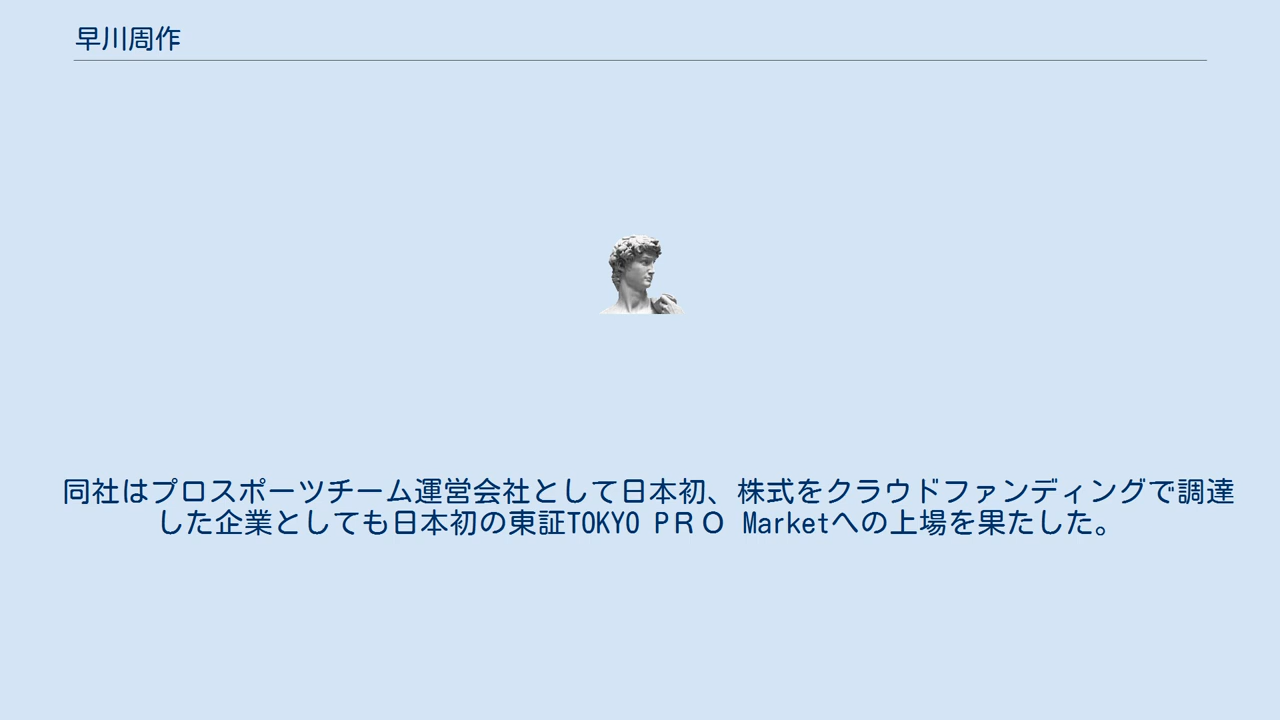 早川周作
同社はプロスポーツチーム運営会社として日本初、株式をクラウドファンディングで調達
した企業としても日本初の東証TOKYO PＲＯ Marketへの上場を果たした。